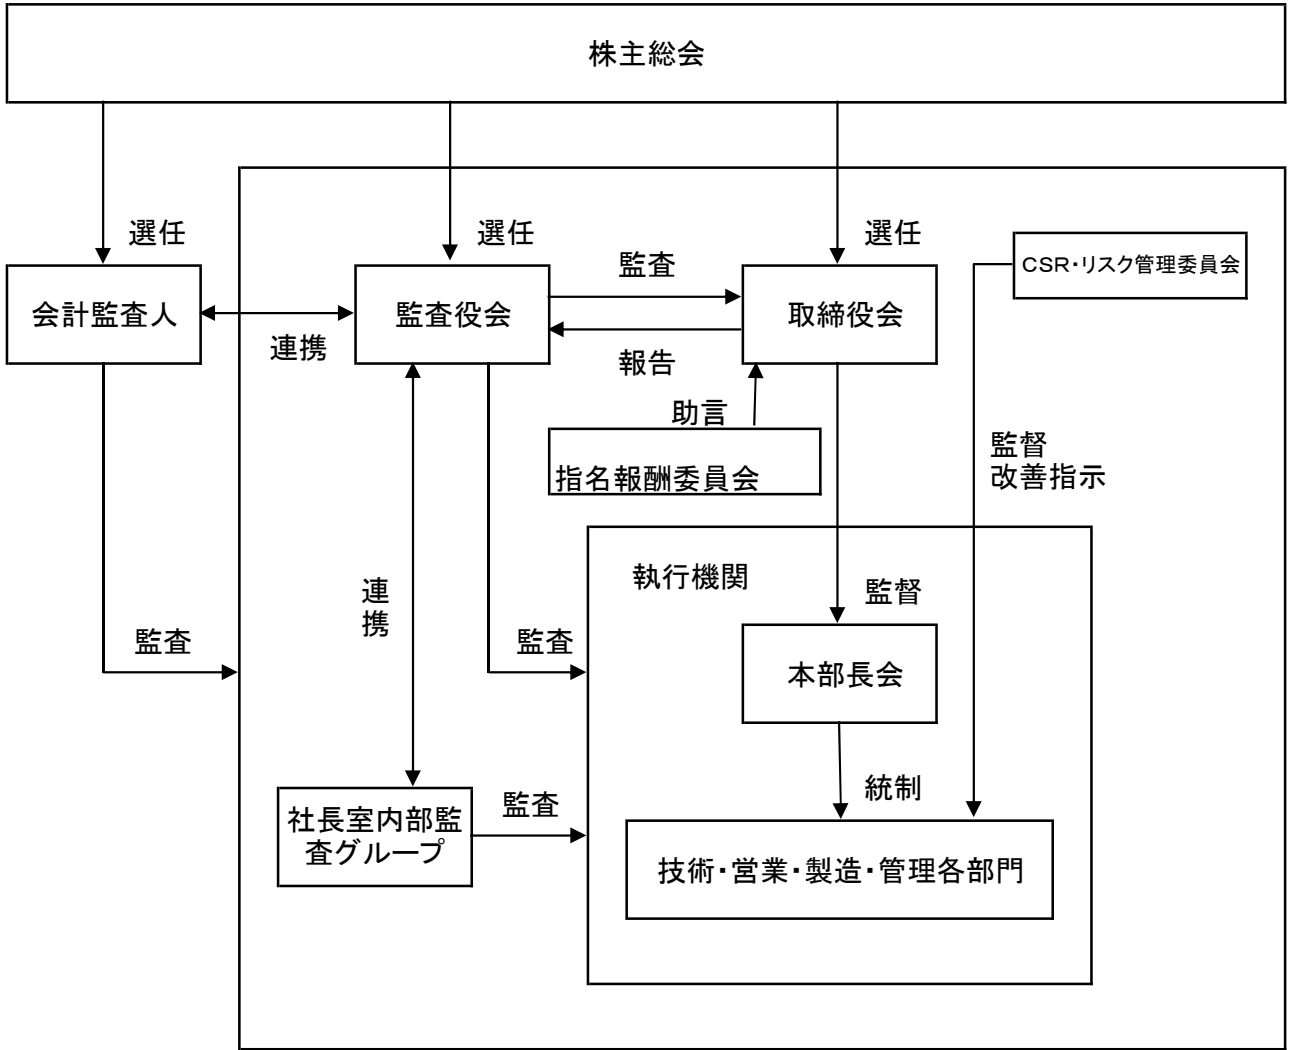 株主総会
選任
選任
選任
CSR・リスク管理委員会
会計監査人
連携
監査役会
監査
報告
取締役会
助言
指名報酬委員会
監督
改善指示
執行機関
連
携
監査
監査
監督
本部長会
統制
社長室内部監
査グループ
監査
技術・営業・製造・管理各部門